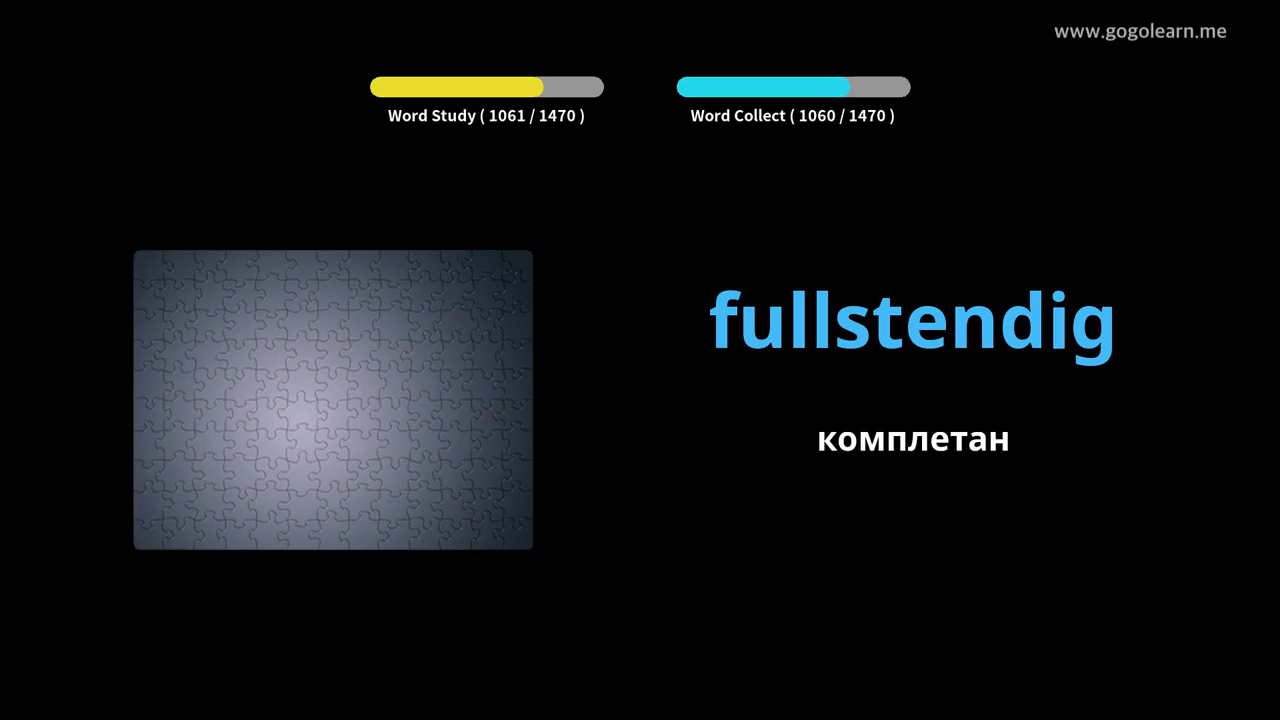 www.gogolearn.me
Word Study ( 1061 / 1470 )
Word Collect ( 1060 / 1470 )
fullstendig
комплетан